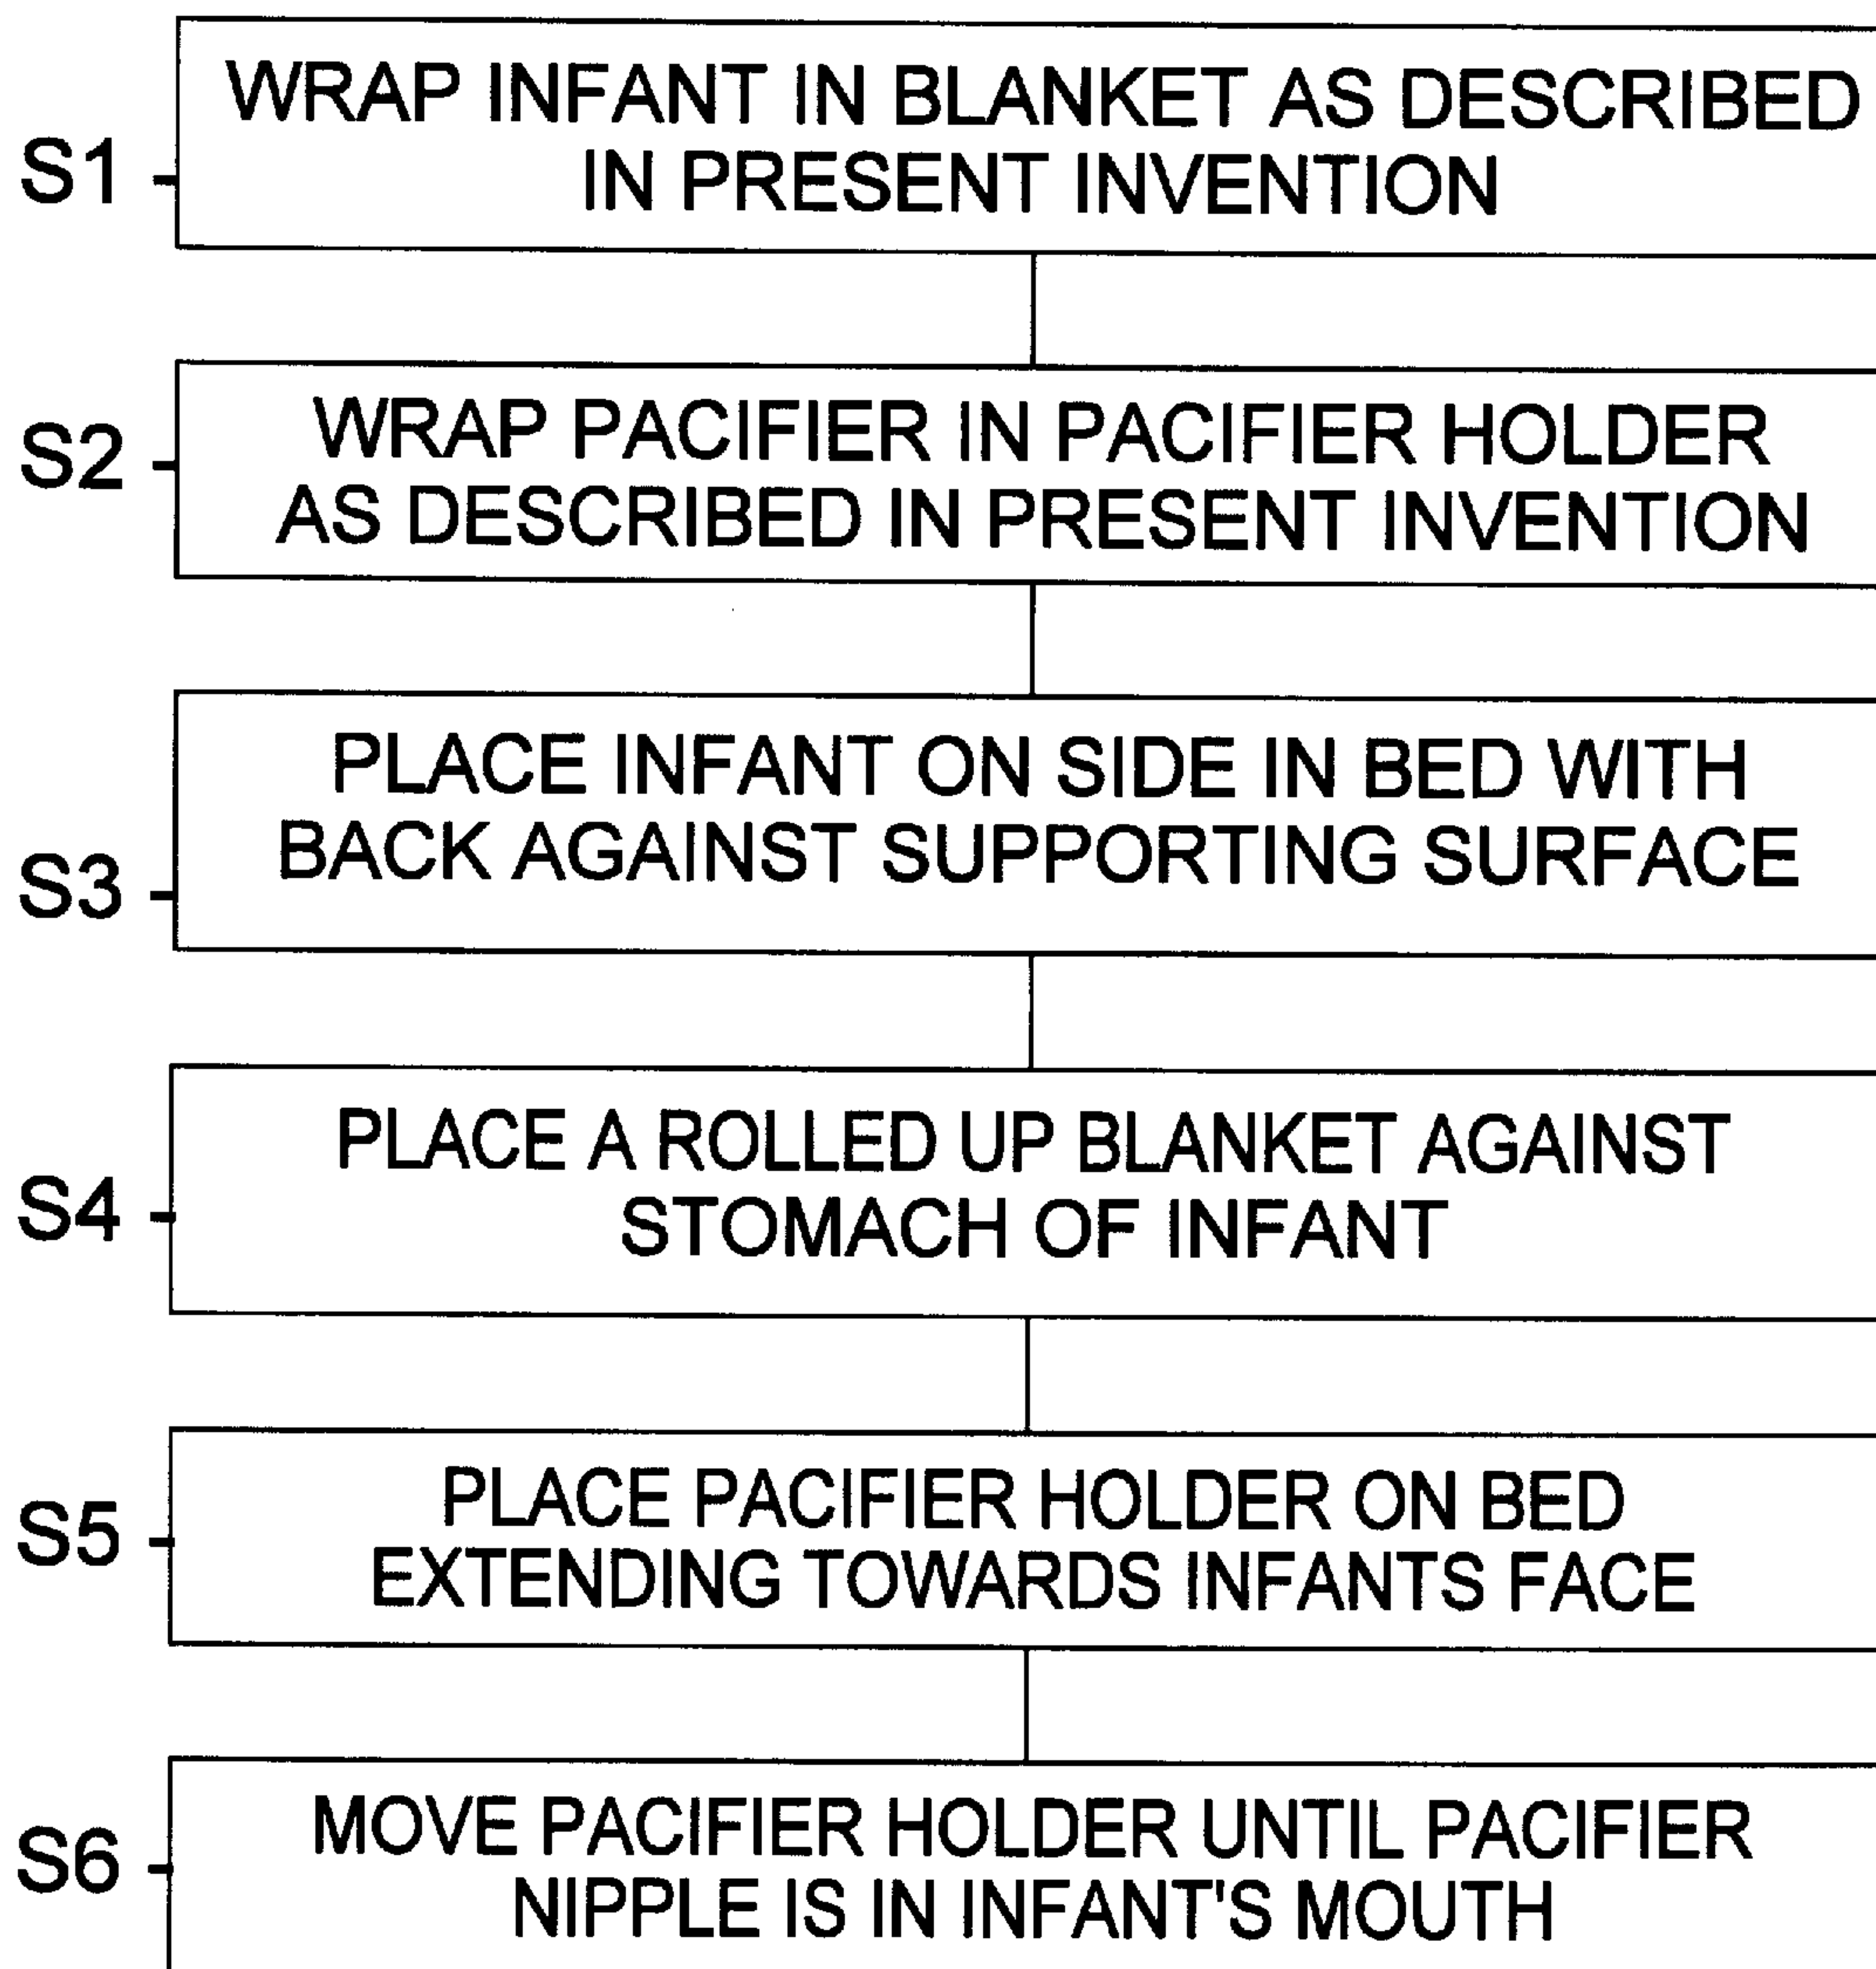 WRAP INFANT IN BLANKET AS DESCRIBED
IN PRESENT INVENTION
S1
WRAP PACIFIER IN PACIFIER HOLDER
AS DESCRIBED IN PRESENT INVENTION
S2
PLACE INFANT ON SIDE IN BED WITH
BACK AGAINST SUPPORTING SURFACE
S3
PLACE A ROLLED UP BLANKET AGAINST
STOMACH OF INFANT
S4
PLACE PACIFIER HOLDER ON BED
EXTENDING TOWARDS INFANTS FACE
S5
MOVE PACIFIER HOLDER UNTIL PACIFIER
NIPPLE IS IN INFANT'S MOUTH
S6